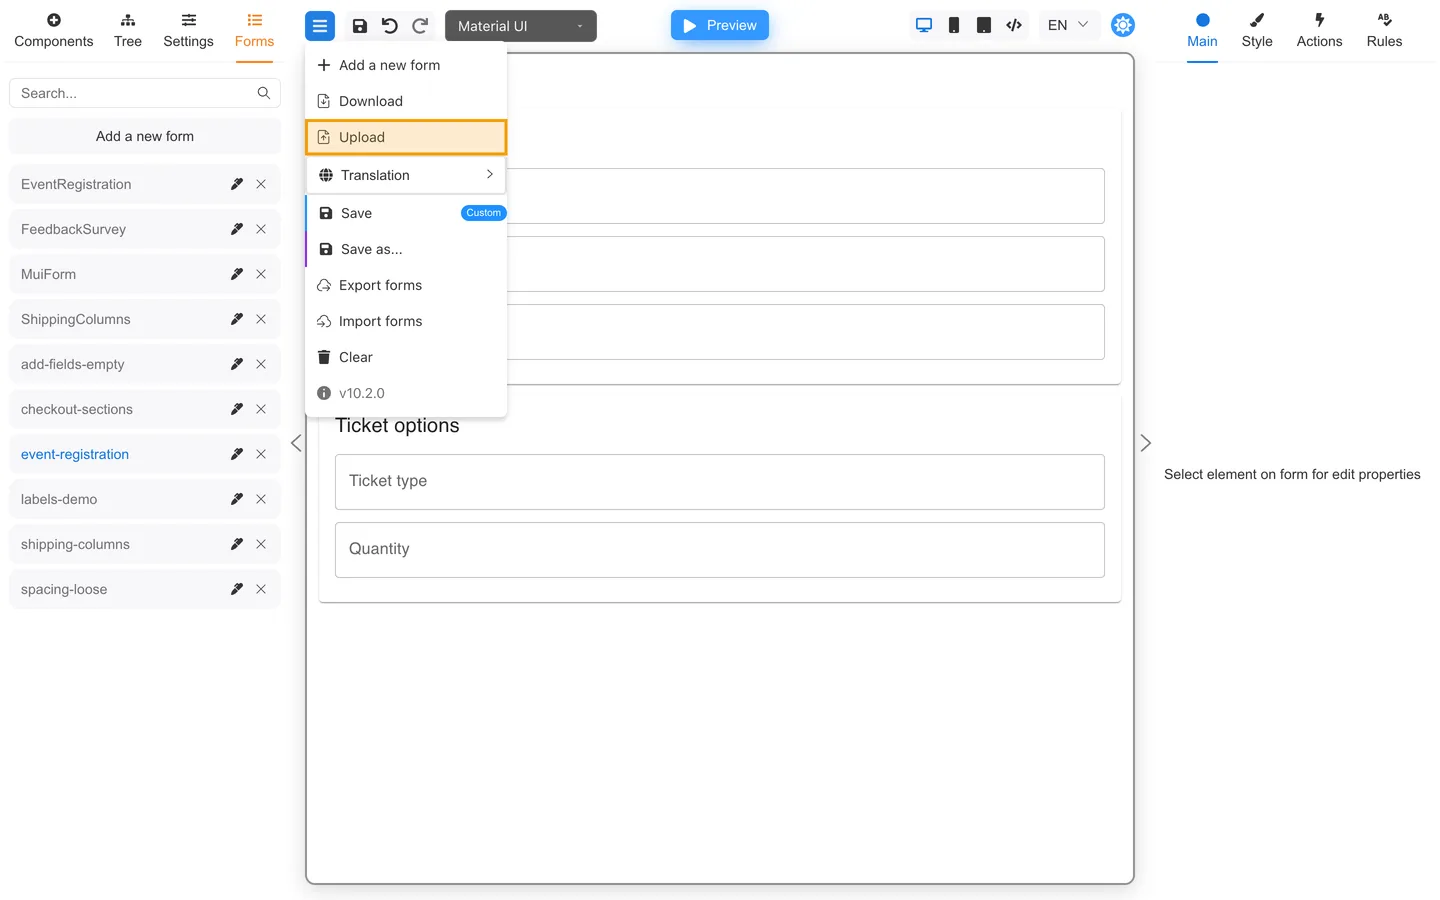 Components
Tree
Settings
Forms
Material UI
Preview
EN
Main
Style
Actions
Rules
Search...
Add a new form
EventRegistration
FeedbackSurvey
MuiForm
ShippingColumns
add-fields-empty
checkout-sections
event-registration
labels-demo
shipping-columns
spacing-loose
Add a new form
Download
Upload
Translation
Save
Custom
Save as...
Export forms
Import forms
Clear
v10.2.0
Ticket options
Ticket type
Quantity
Select element on form for edit properties